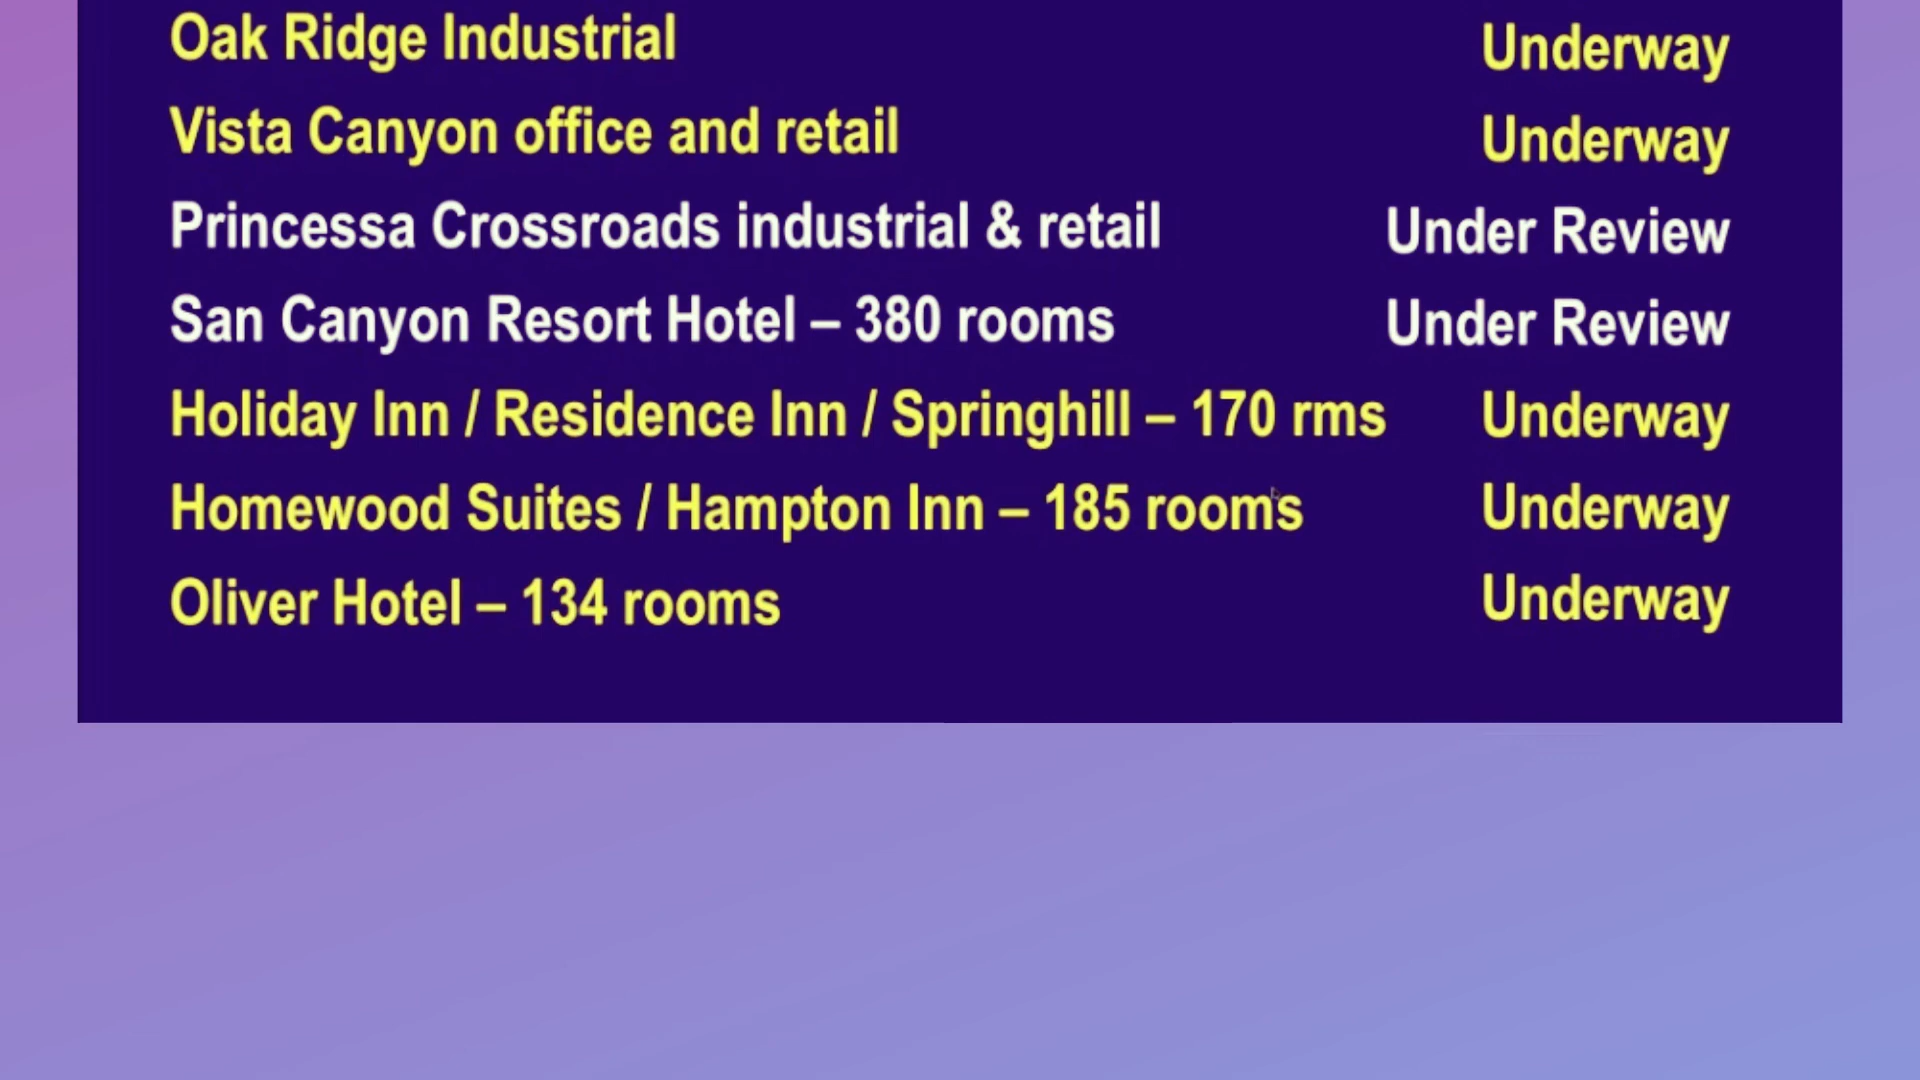 Oak Ridge Industrial Underway
Vista Canyon office and retail Underway
Princessa Crossroads industrial & retail Under Review
San Canyon Resort Hotel – 380 rooms Under Review
Holiday Inn / Residence Inn / Springhill – 170 rms Underway
Homewood Suites / Hampton Inn – 185 rooms Underway
Oliver Hotel – 134 rooms Underway